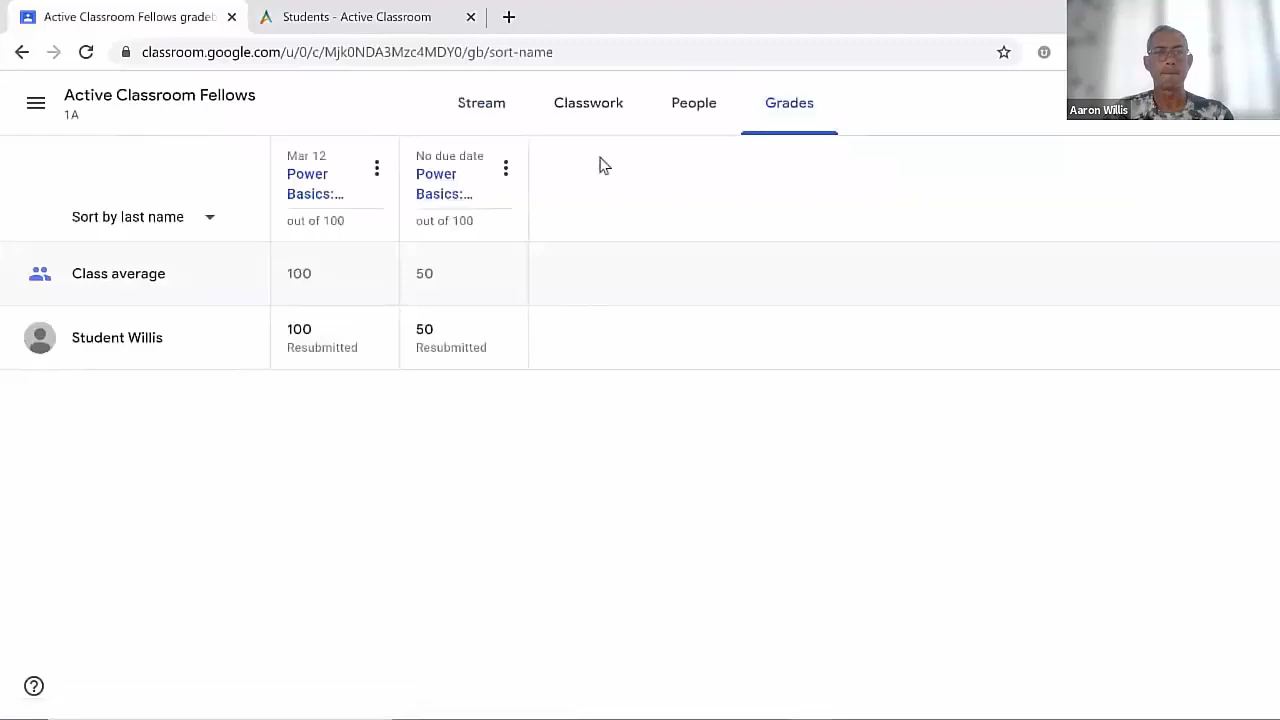 Active Classroom Fellows gradeb
Students - Active Classroom
classroom.google.com/u/0/c/Mjk0NDA3Mzc4MDY0/gb/sort-name
Aaron Willis
Active Classroom Fellows
1A
Stream
Classwork
People
Grades
Sort by last name
Mar 12
Power
Basics:...
out of 100
No due date
Power
Basics:...
out of 100
Class average
100
50
Student Willis
100
Resubmitted
50
Resubmitted